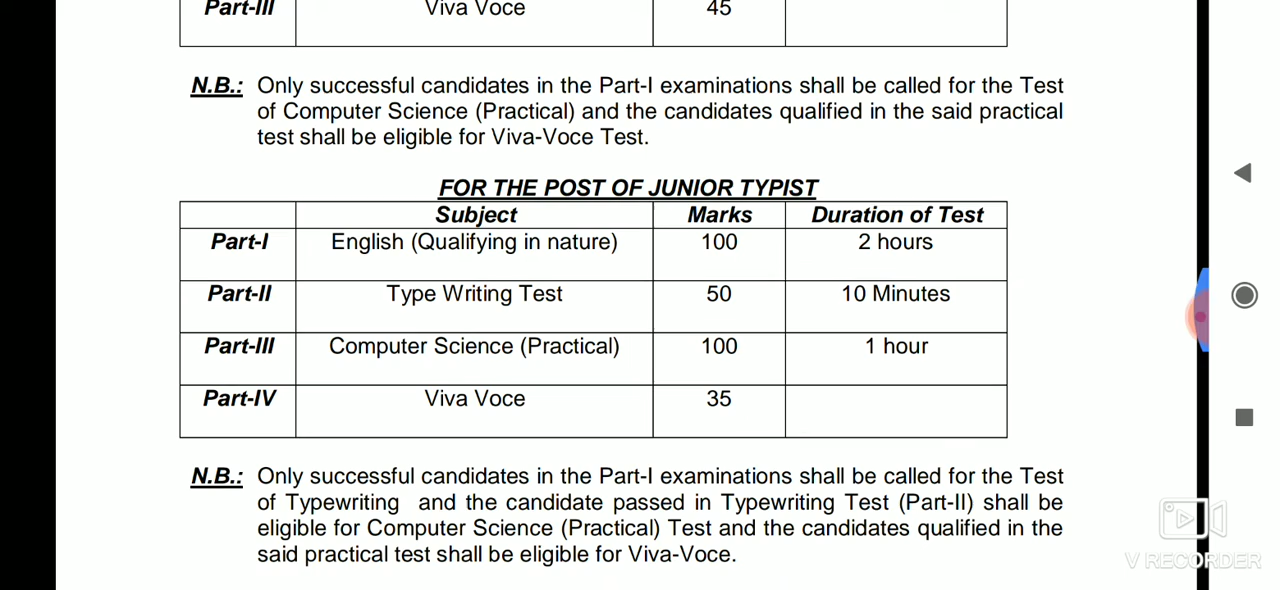 Part-III Viva Voce 45
N.B.: Only successful candidates in the Part-I examinations shall be called for the Test
of Computer Science (Practical) and the candidates qualified in the said practical
test shall be eligible for Viva-Voce Test.
FOR THE POST OF JUNIOR TYPIST
Subject Marks Duration of Test
Part-I English (Qualifying in nature) 100 2 hours
Part-II Type Writing Test 50 10 Minutes
Part-III Computer Science (Practical) 100 1 hour
Part-IV Viva Voce 35
N.B.: Only successful candidates in the Part-I examinations shall be called for the Test
of Typewriting and the candidate passed in Typewriting Test (Part-II) shall be
eligible for Computer Science (Practical) Test and the candidates qualified in the
said practical test shall be eligible for Viva-Voce.
V RECORDER